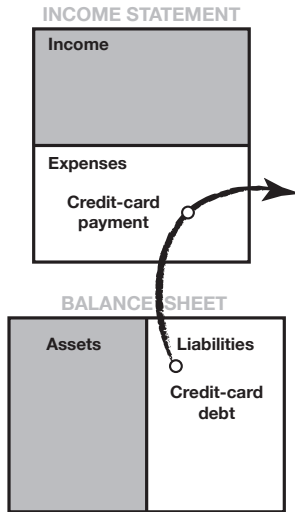 INCOME STATEMENT
Income
Expenses
Credit-card
payment
BALANCE SHEET
Assets
Liabilities
Credit-card
debt